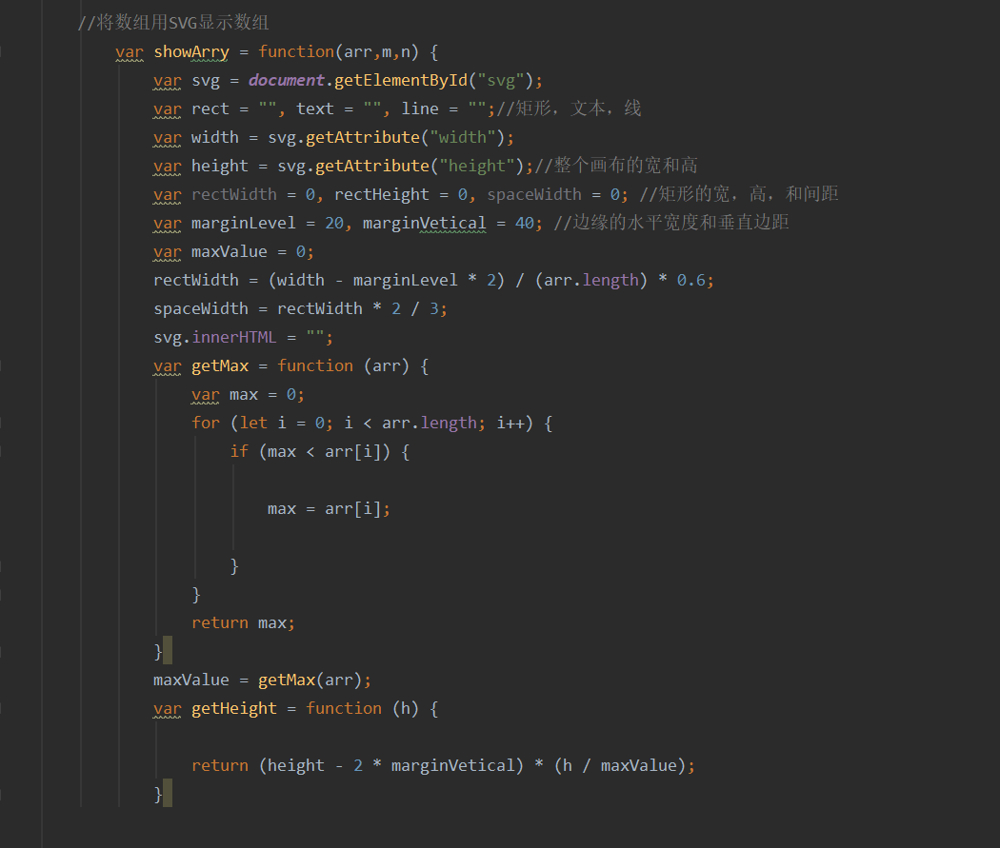 //将数组用SVG显示数组
var showArry = function(arr,m,n) {
var svg = document.getElementById("svg");
var rect = "", text = "", line = "";//矩形，文本，线
var width = svg.getAttribute("width");
var height = svg.getAttribute("height");//整个画布的宽和高
var rectWidth = 0, rectHeight = 0, spaceWidth = 0; //矩形的宽，高，和间距
var marginLevel = 20, marginVetical = 40; //边缘的水平宽度和垂直边距
var maxValue = 0;
rectWidth = (width - marginLevel * 2) / (arr.length) * 0.6;
spaceWidth = rectWidth * 2 / 3;
svg.innerHTML = "";
var getMax = function (arr) {
var max = 0;
for (let i = 0; i < arr.length; i++) {
if (max < arr[i]) {
max = arr[i];
}
}
return max;
}
maxValue = getMax(arr);
var getHeight = function (h) {
return (height - 2 * marginVetical) * (h / maxValue);
}